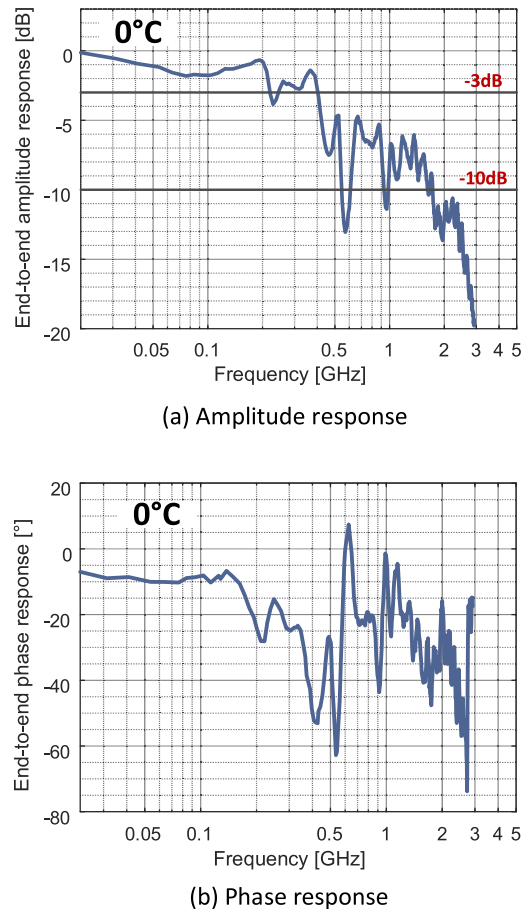 0°C
End-to-end amplitude response [dB]
0
-5
-10
-15
-20
-3dB
-10dB
0.05 0.1 0.5 1 2 3 4 5
Frequency [GHz]
(a) Amplitude response
0°C
End-to-end phase response [°]
20
0
-20
-40
-60
-80
0.05 0.1 0.5 1 2 3 4 5
Frequency [GHz]
(b) Phase response